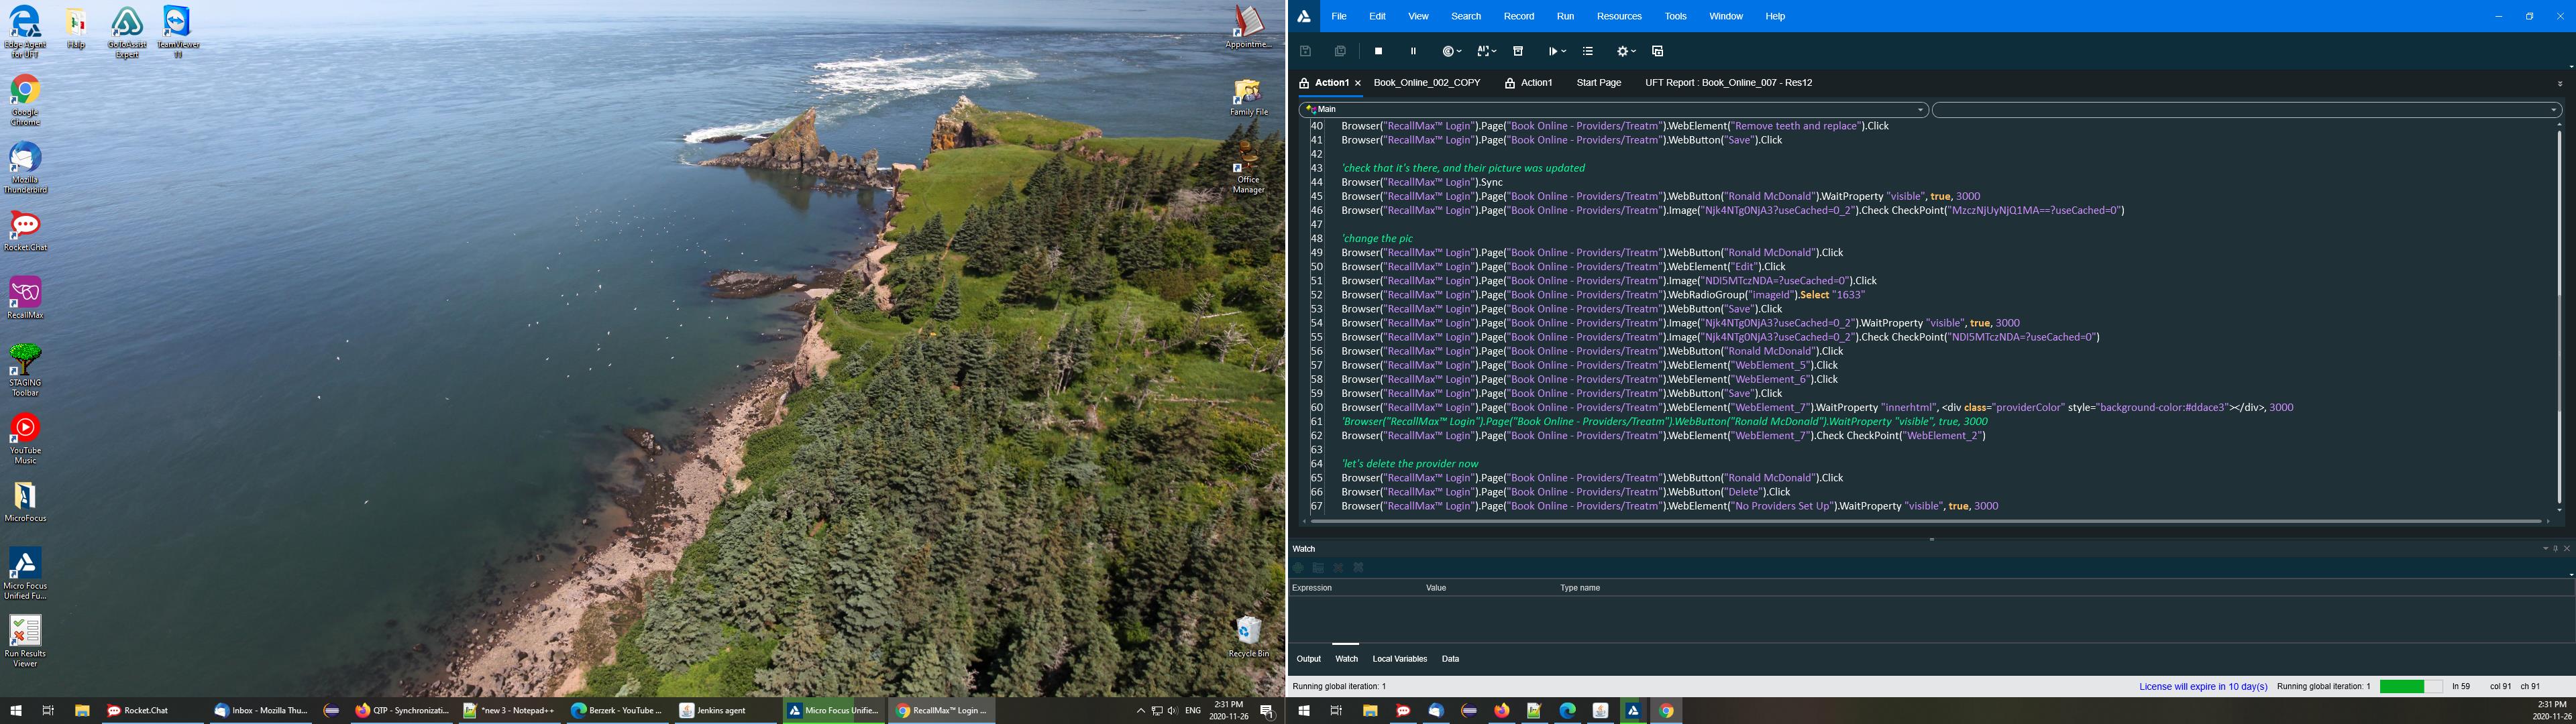 Edge Agent
for UFT
Help
GoToAssist
Expert
TeamViewer
11
Google
Chrome
Mozilla
Thunderbird
Rocket.Chat
RecallMax
STAGING
Toolbar
YouTube
Music
MicroFocus
Micro Focus
Unified Fu...
Run Results
Viewer
Appointme...
Family File
Office
Manager
Recycle Bin
Rocket.Chat
Inbox - Mozilla Thu...
QTP - Synchronizati...
*new 3 - Notepad++
Berzerk - YouTube ...
Jenkins agent
Micro Focus Unifie...
RecallMax™ Login ...
ENG
2:31 PM
2020-11-26
1
File Edit View Search Record Run Resources Tools Window Help
AI
Action1 Book_Online_002_COPY Action1 Start Page UFT Report : Book_Online_007 - Res12
Main
40 Browser("RecallMax™ Login").Page("Book Online - Providers/Treatm").WebElement("Remove teeth and replace").Click
41 Browser("RecallMax™ Login").Page("Book Online - Providers/Treatm").WebButton("Save").Click
42
43 'check that it's there, and their picture was updated
44 Browser("RecallMax™ Login").Sync
45 Browser("RecallMax™ Login").Page("Book Online - Providers/Treatm").WebButton("Ronald McDonald").WaitProperty "visible", true, 3000
46 Browser("RecallMax™ Login").Page("Book Online - Providers/Treatm").Image("Njk4NTg0NjA3?useCached=0_2").Check CheckPoint("MzczNjUyNjQ1MA==?useCached=0")
47
48 'change the pic
49 Browser("RecallMax™ Login").Page("Book Online - Providers/Treatm").WebButton("Ronald McDonald").Click
50 Browser("RecallMax™ Login").Page("Book Online - Providers/Treatm").WebElement("Edit").Click
51 Browser("RecallMax™ Login").Page("Book Online - Providers/Treatm").Image("NDI5MTczNDA=?useCached=0").Click
52 Browser("RecallMax™ Login").Page("Book Online - Providers/Treatm").WebRadioGroup("imageId").Select "1633"
53 Browser("RecallMax™ Login").Page("Book Online - Providers/Treatm").WebButton("Save").Click
54 Browser("RecallMax™ Login").Page("Book Online - Providers/Treatm").Image("Njk4NTg0NjA3?useCached=0_2").WaitProperty "visible", true, 3000
55 Browser("RecallMax™ Login").Page("Book Online - Providers/Treatm").Image("Njk4NTg0NjA3?useCached=0_2").Check CheckPoint("NDI5MTczNDA=?useCached=0")
56 Browser("RecallMax™ Login").Page("Book Online - Providers/Treatm").WebButton("Ronald McDonald").Click
57 Browser("RecallMax™ Login").Page("Book Online - Providers/Treatm").WebElement("WebElement_5").Click
58 Browser("RecallMax™ Login").Page("Book Online - Providers/Treatm").WebElement("WebElement_6").Click
59 Browser("RecallMax™ Login").Page("Book Online - Providers/Treatm").WebButton("Save").Click
60 Browser("RecallMax™ Login").Page("Book Online - Providers/Treatm").WebElement("WebElement_7").WaitProperty "innerhtml", <div class="providerColor" style="background-color:#ddace3"></div>, 3000
61 'Browser("RecallMax™ Login").Page("Book Online - Providers/Treatm").WebButton("Ronald McDonald").WaitProperty "visible", true, 3000
62 Browser("RecallMax™ Login").Page("Book Online - Providers/Treatm").WebElement("WebElement_7").Check CheckPoint("WebElement_2")
63
64 'let's delete the provider now
65 Browser("RecallMax™ Login").Page("Book Online - Providers/Treatm").WebButton("Ronald McDonald").Click
66 Browser("RecallMax™ Login").Page("Book Online - Providers/Treatm").WebButton("Delete").Click
67 Browser("RecallMax™ Login").Page("Book Online - Providers/Treatm").WebElement("No Providers Set Up").WaitProperty "visible", true, 3000
Watch
Expression Value Type name
Output Watch Local Variables Data
Running global iteration: 1 License will expire in 10 day(s) Running global iteration: 1 ln 59 col 91 ch 91
2:31 PM
2020-11-26